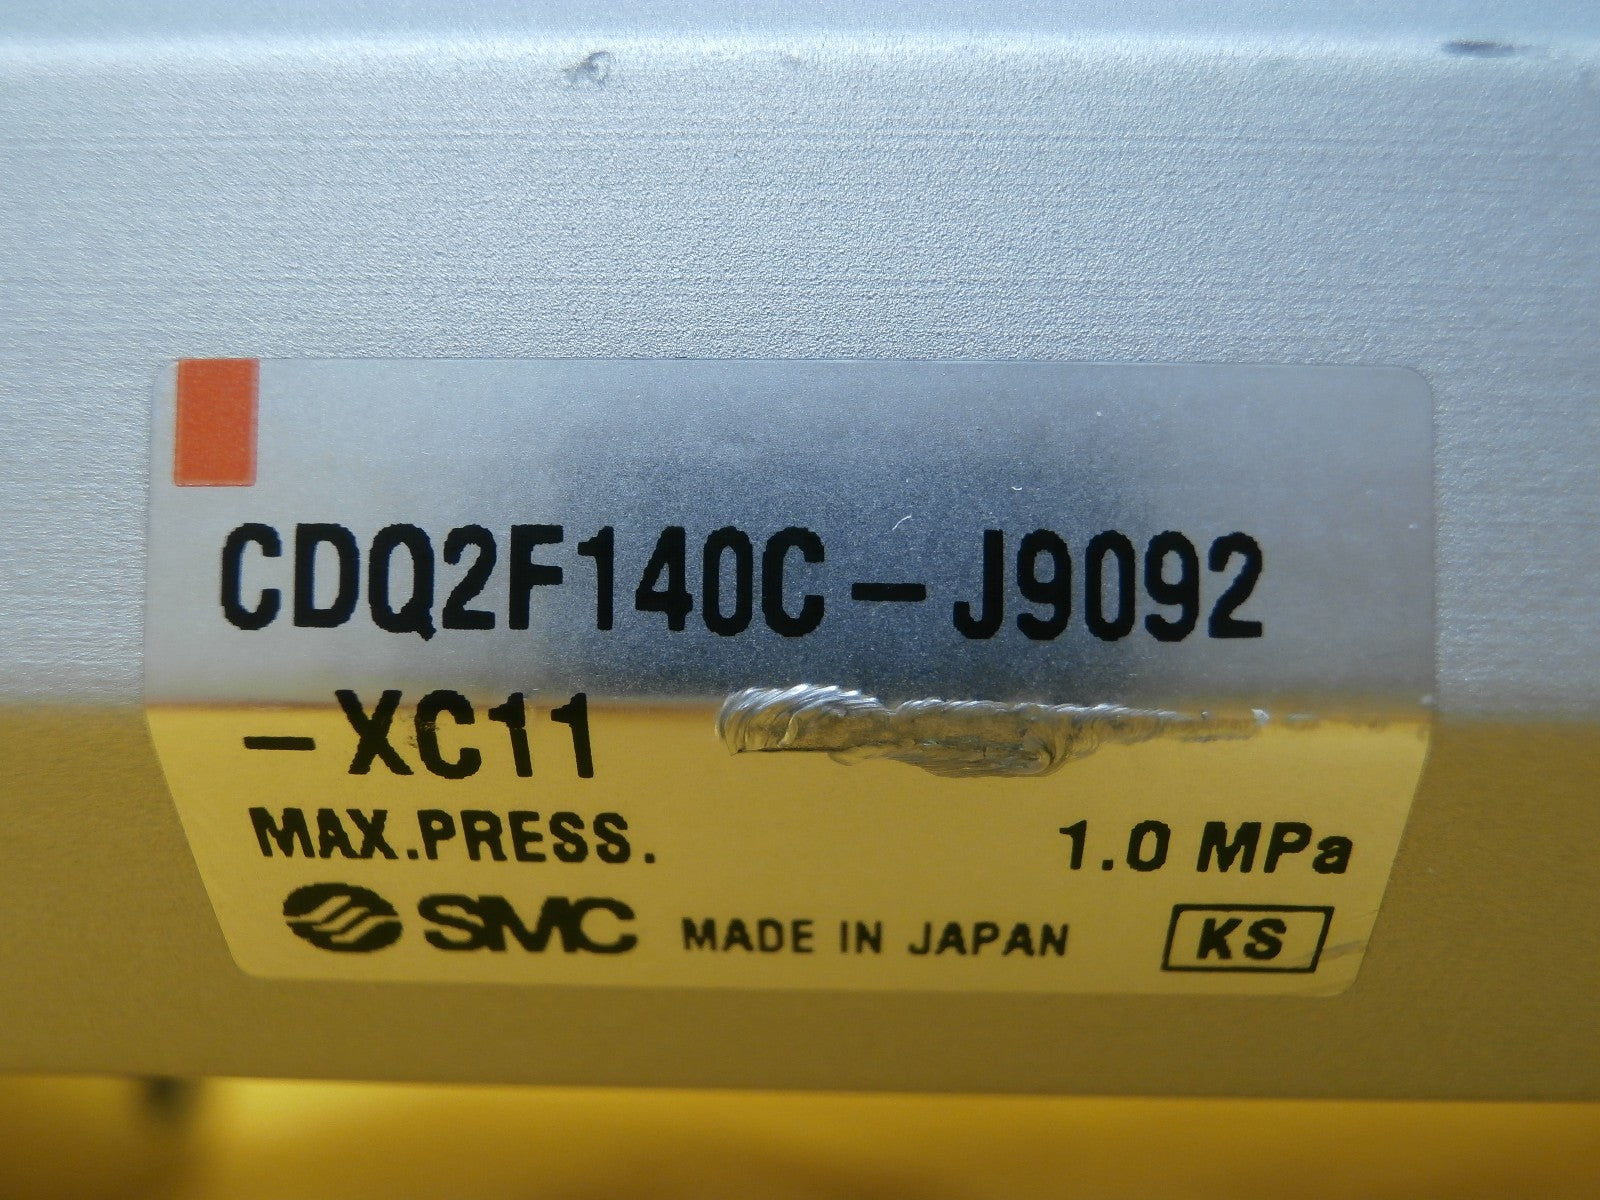 CDQ2F140C-J9092
-XC11
MAX.PRESS. 1.0 MPa
SMC MADE IN JAPAN KS